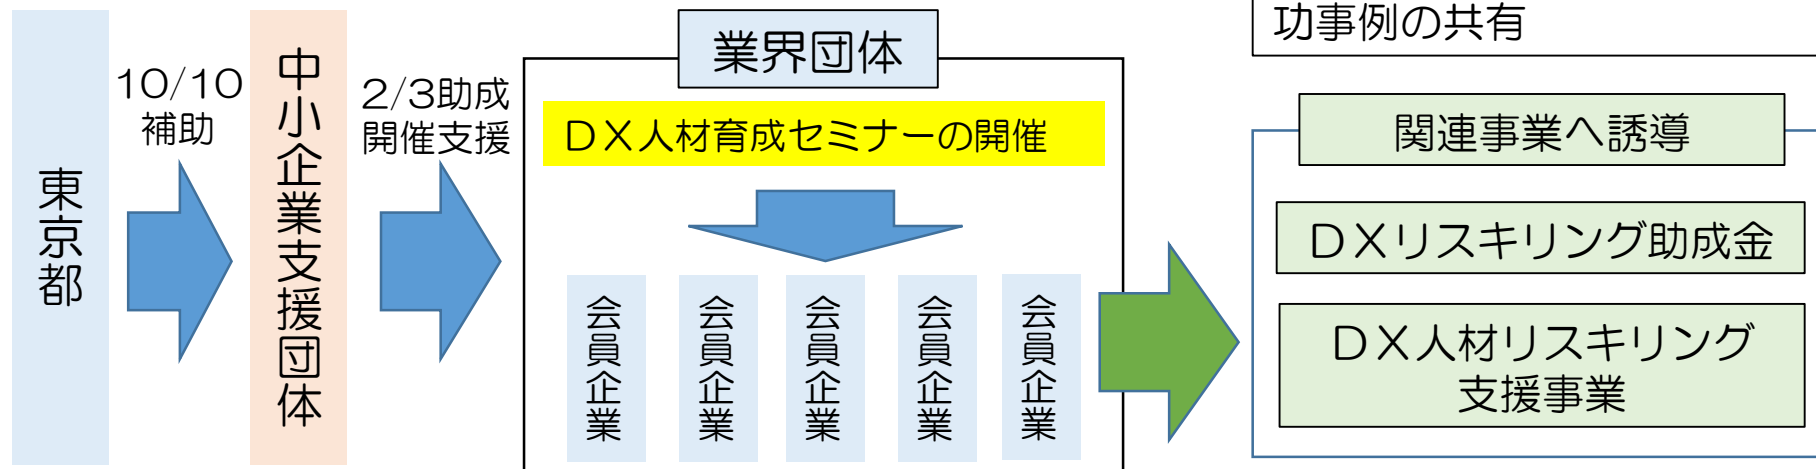 東京都
10/10
補助
中小企業支援団体
2/3助成
開催支援
業界団体
DX人材育成セミナーの開催
会員企業
会員企業
会員企業
会員企業
会員企業
功事例の共有
関連事業へ誘導
DXリスキリング助成金
DX人材リスキリング
支援事業